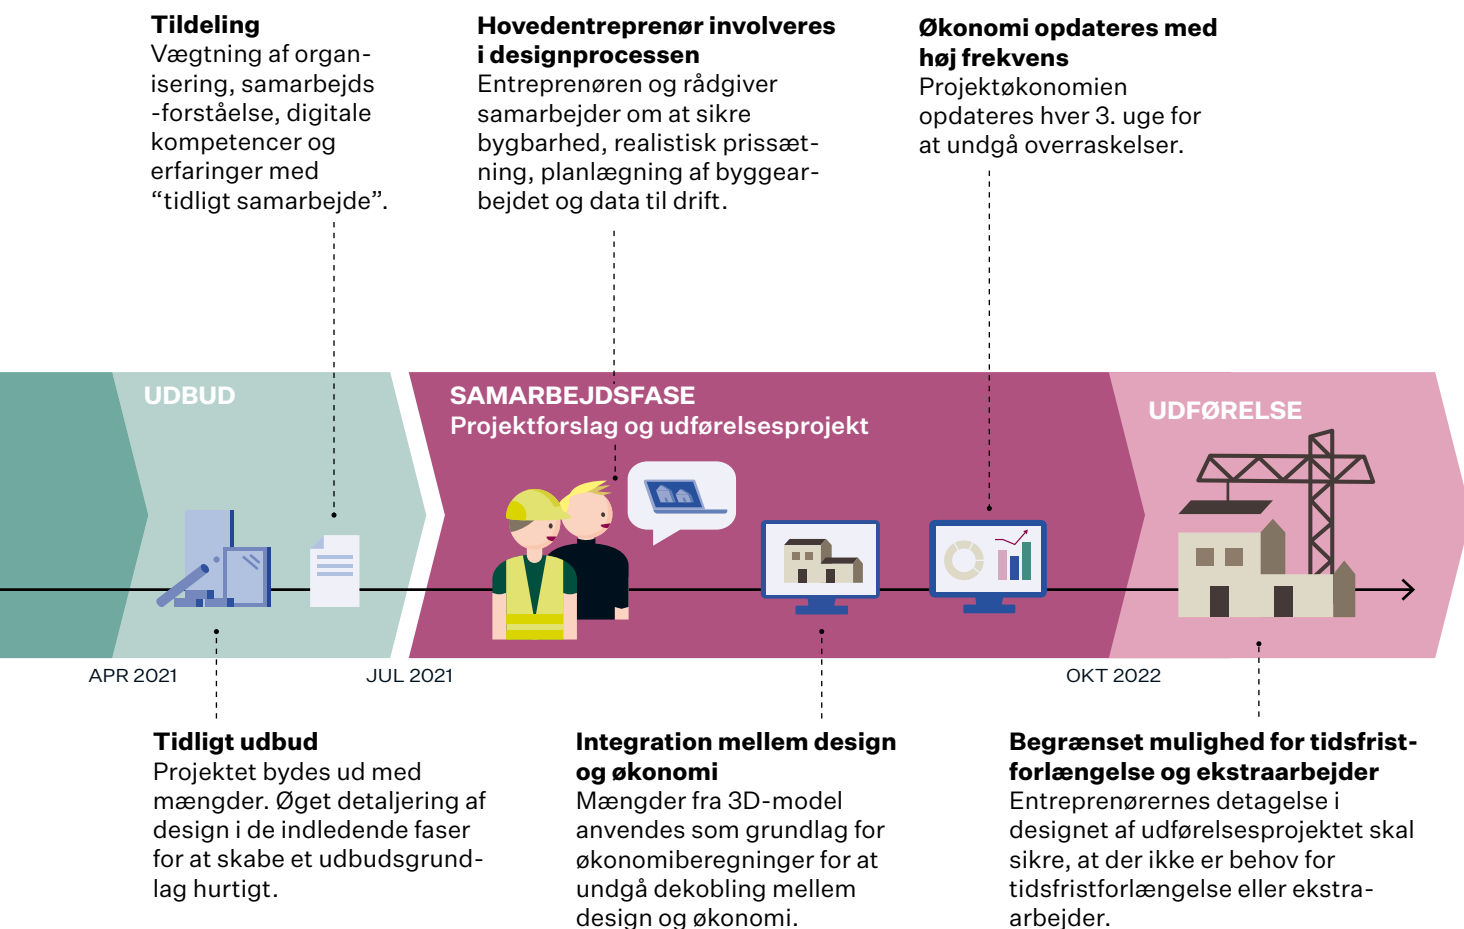 Tildeling
Vægtning af organ-
isering, samarbejds
-forståelse, digitale
kompetencer og
erfaringer med
“tidligt samarbejde”.
Hovedentreprenør involveres
i designprocessen
Entreprenøren og rådgiver
samarbejder om at sikre
bygbarhed, realistisk prissæt-
ning, planlægning af byggear-
bejdet og data til drift.
Økonomi opdateres med
høj frekvens
Projektøkonomien
opdateres hver 3. uge for
at undgå overraskelser.
UDBUD
SAMARBEJDSFASE
Projektforslag og udførelsesprojekt
UDFØRELSE
APR 2021
JUL 2021
OKT 2022
Tidligt udbud
Projektet bydes ud med
mængder. Øget detaljering af
design i de indledende faser
for at skabe et udbudsgrund-
lag hurtigt.
Integration mellem design
og økonomi
Mængder fra 3D-model
anvendes som grundlag for
økonomiberegninger for at
undgå dekobling mellem
design og økonomi.
Begrænset mulighed for tidsfrist-
forlængelse og ekstraarbejder
Entreprenørernes detagelse i
designet af udførelsesprojektet skal
sikre, at der ikke er behov for
tidsfristforlængelse eller ekstra-
arbejder.